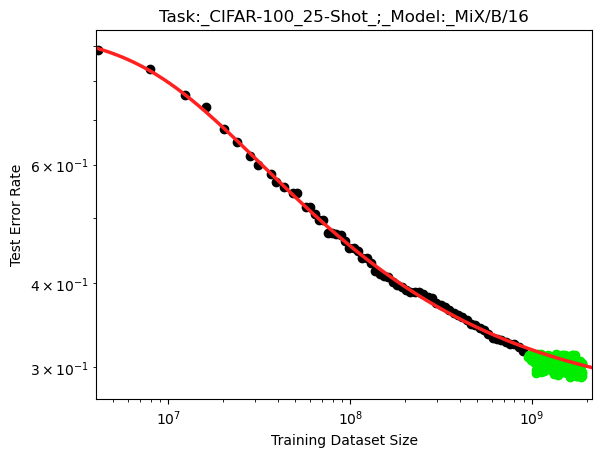 Task:_CIFAR-100_25-Shot_;_Model:_MiX/B/16
6 × 10⁻¹
4 × 10⁻¹
3 × 10⁻¹
Test Error Rate
10⁷
10⁸
10⁹
Training Dataset Size